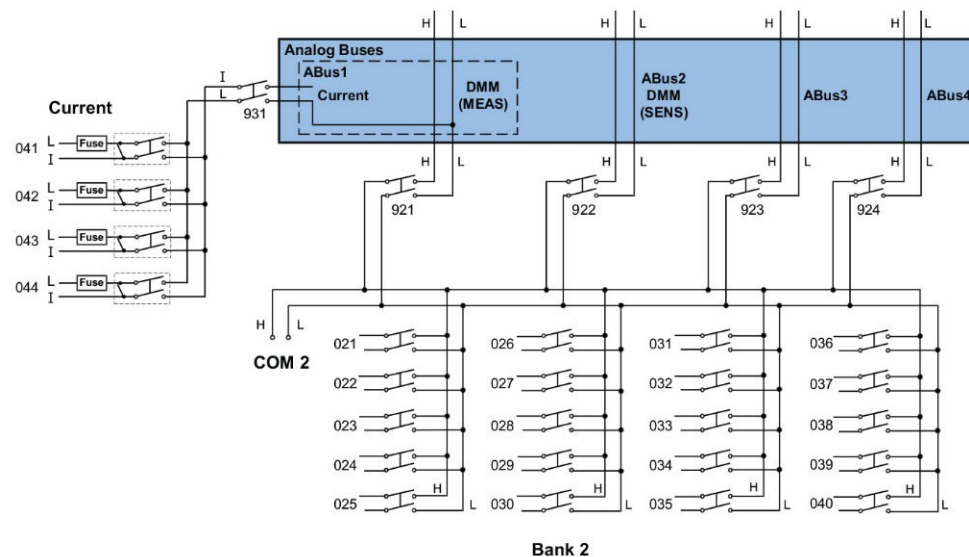 H L H L H L H L
Analog Buses
ABus1
Current
DMM
(MEAS)
ABus2
DMM
(SENS)
ABus3
ABus4
I
L
931
Current
041 L Fuse
I
042 L Fuse
I
043 L Fuse
I
044 L Fuse
I
H L H L H L H L
921 922 923 924
H L
COM 2
021 026 031 036
022 027 032 037
023 028 033 038
024 029 034 039
H H H H
025 L 030 L 035 L 040 L
Bank 2